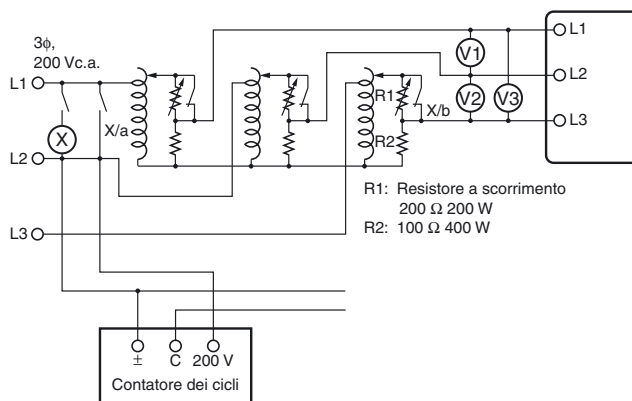 3ϕ,
200 Vc.a.
L1
L2
L3
X
X/a
R1
R2
X/b
V1
V2
V3
L1
L2
L3
R1: Resistore a scorrimento
200 Ω 200 W
R2: 100 Ω 400 W
± C 200 V
Contatore dei cicli